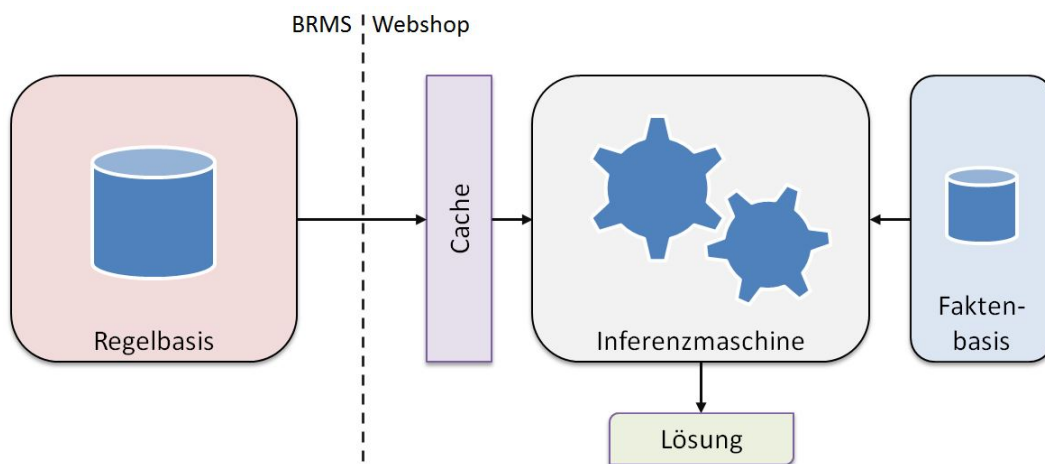 BRMS Webshop
Regelbasis
Cache
Inferenzmaschine
Fakten-
basis
Lösung